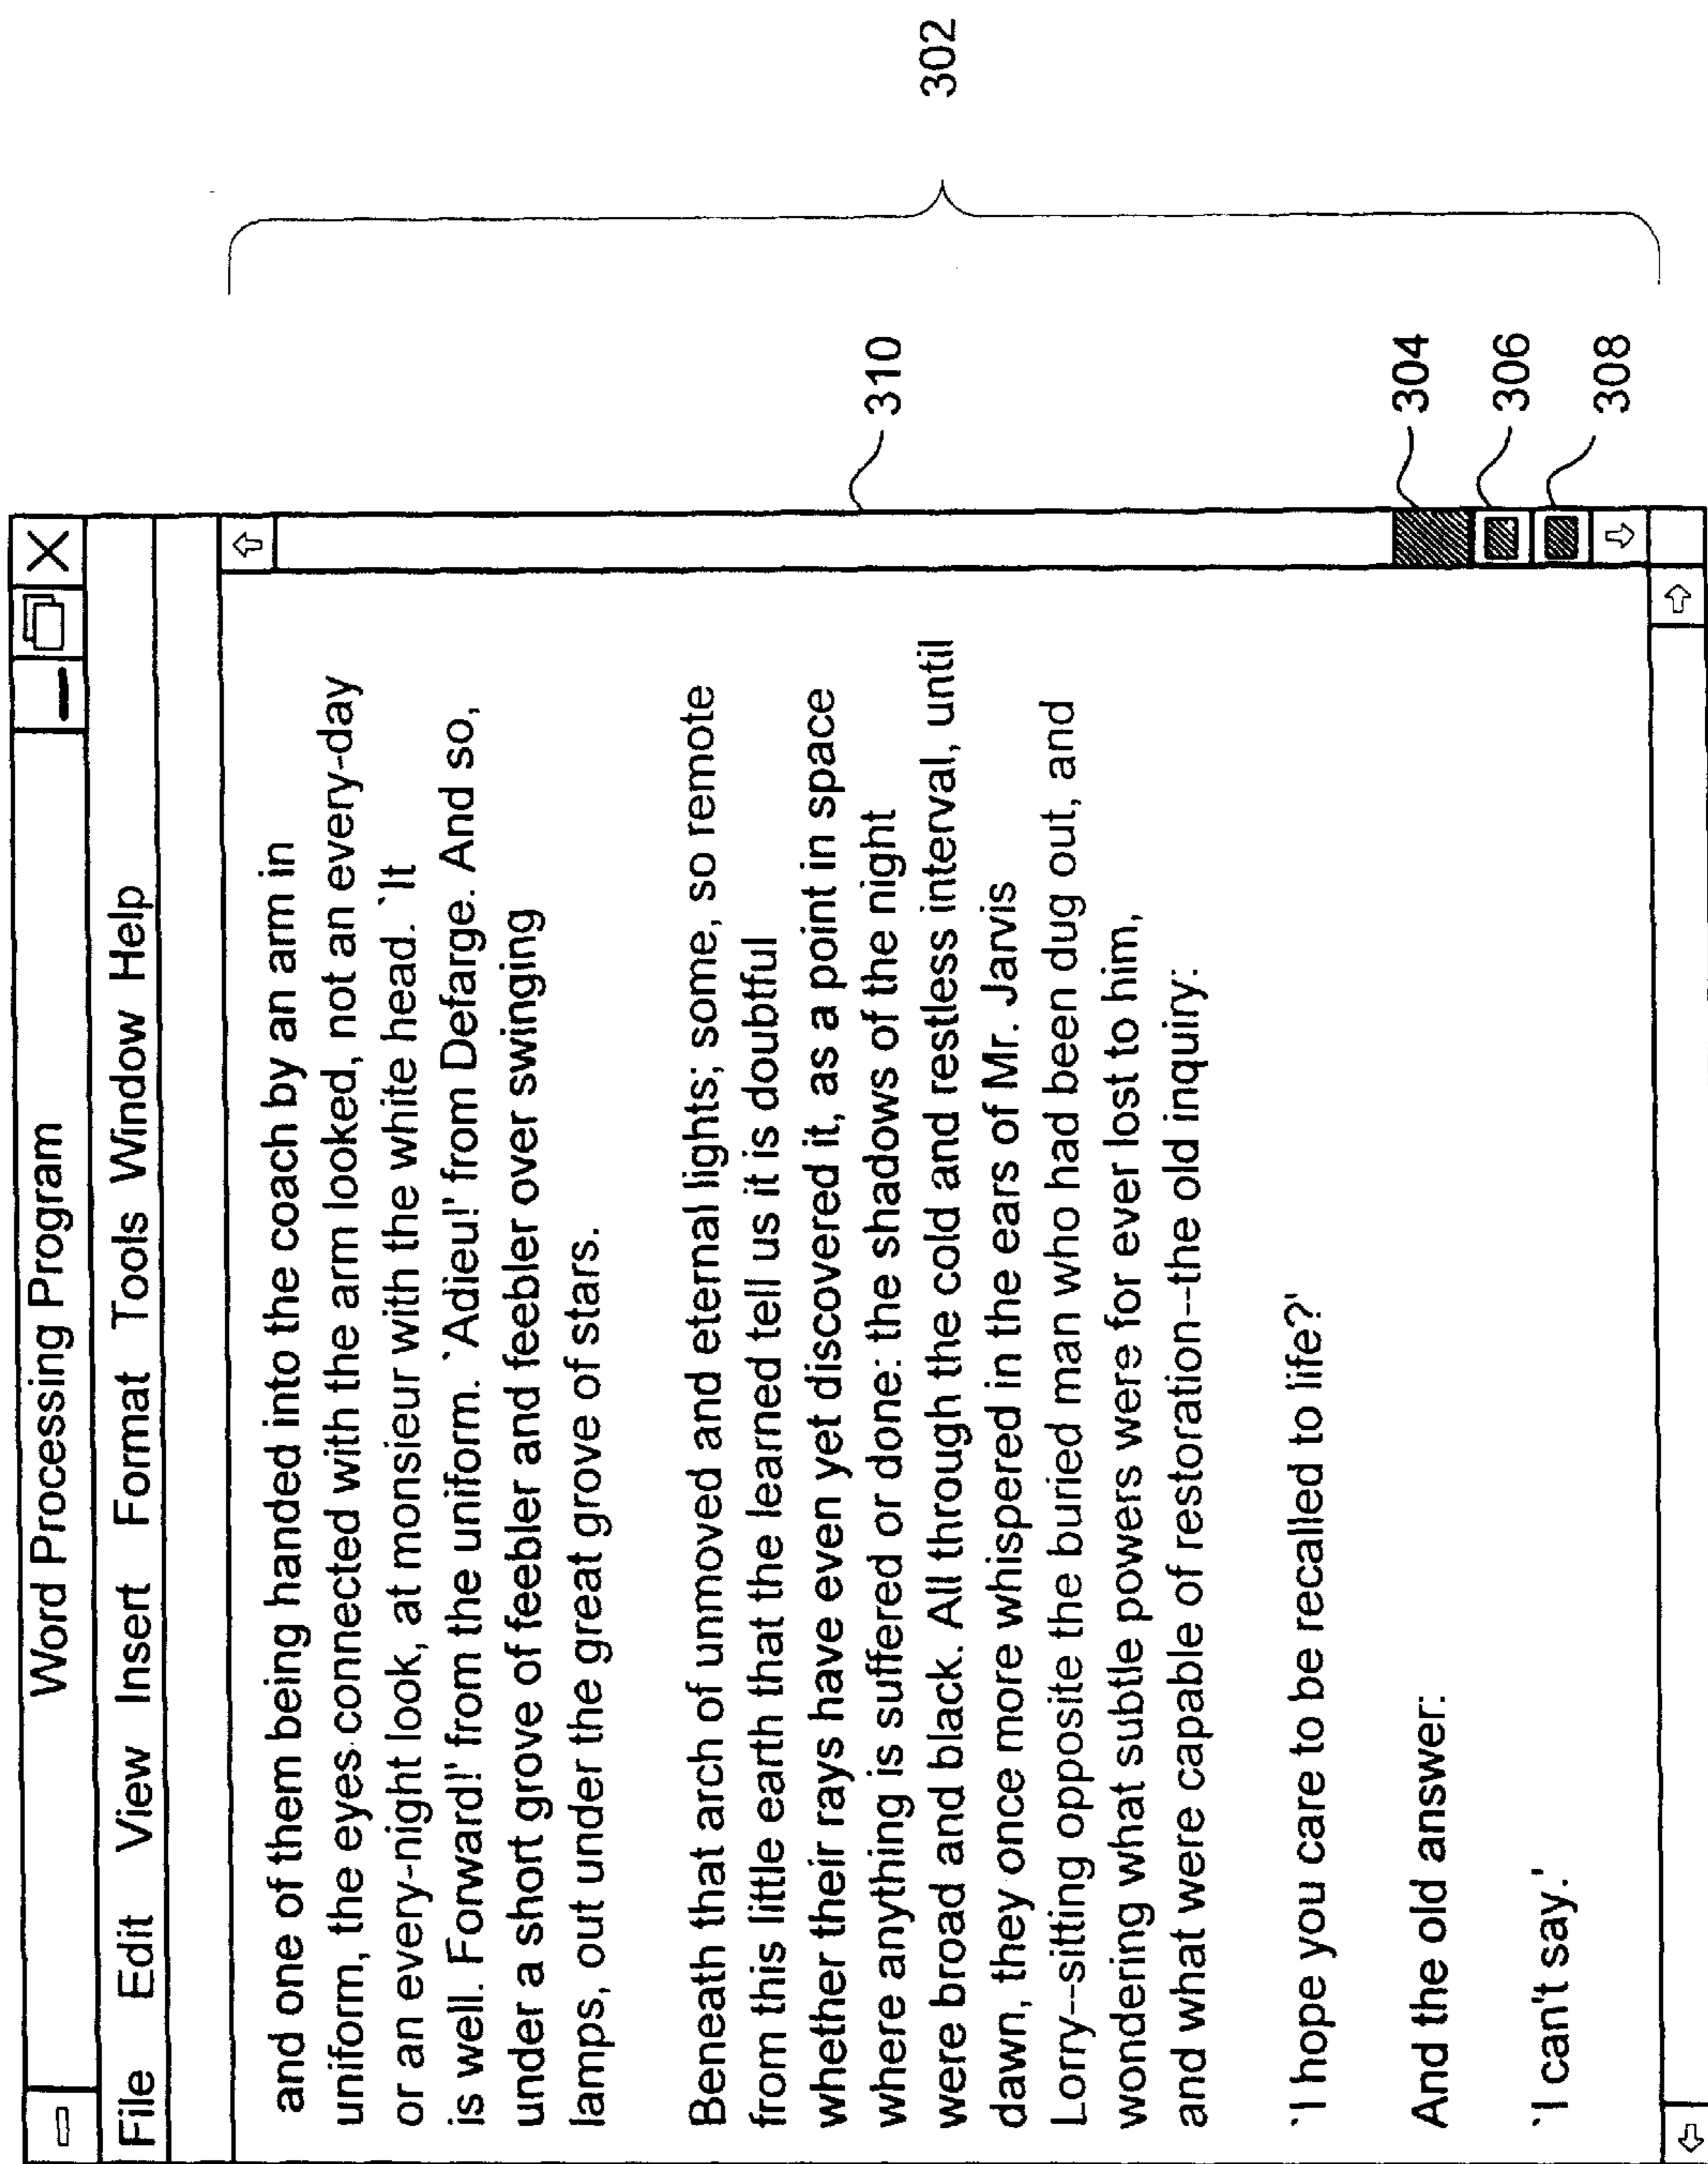 Word Processing Program
File Edit View Insert Format Tools Window Help
and one of them being handed into the coach by an arm in
uniform, the eyes connected with the arm looked, not an every-day
or an every-night look, at monsieur with the white head. `It
is well. Forward!' from the uniform. `Adieu!' from Defarge. And so,
under a short grove of feebler and feebler over swinging
lamps, out under the great grove of stars.
Beneath that arch of unmoved and eternal lights; some, so remote
from this little earth that the learned tell us it is doubtful
whether their rays have even yet discovered it, as a point in space
where anything is suffered or done: the shadows of the night
were broad and black. All through the cold and restless interval, until
dawn, they once more whispered in the ears of Mr. Jarvis
Lorry--sitting opposite the buried man who had been dug out, and
wondering what subtle powers were for ever lost to him,
and what were capable of restoration--the old inquiry:
`I hope you care to be recalled to life?'
And the old answer:
`I can't say.'
302
310
304
306
308